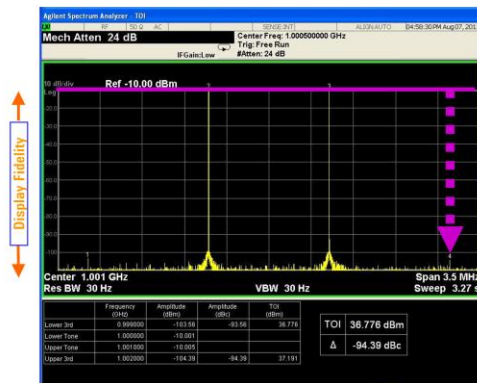 Agilent Spectrum Analyzer - TOI
RF 50 Ω AC SENSE:INT ALIGN AUTO 04:58:30 PM Aug 07, 201
Mech Atten 24 dB
Center Freq: 1.000500000 GHz
Trig: Free Run
IFGain:Low #Atten: 24 dB
10 dB/div Ref -10.00 dBm
Log
Display Fidelity
-20.0
-30.0
-40.0
-50.0
-60.0
-70.0
-80.0
-90.0
-100
1
4
Center 1.001 GHz Span 3.5 MHz
Res BW 30 Hz VBW 30 Hz Sweep 3.27 s
Frequency (GHz) Amplitude (dBm) Amplitude (dBc) TOI (dBm)
Lower 3rd 0.999000 -103.56 -93.56 36.776
Lower Tone 1.000000 -10.001
Upper Tone 1.001000 -10.005
Upper 3rd 1.002000 -104.39 -94.39 37.191
TOI 36.776 dBm
Δ -94.39 dBc